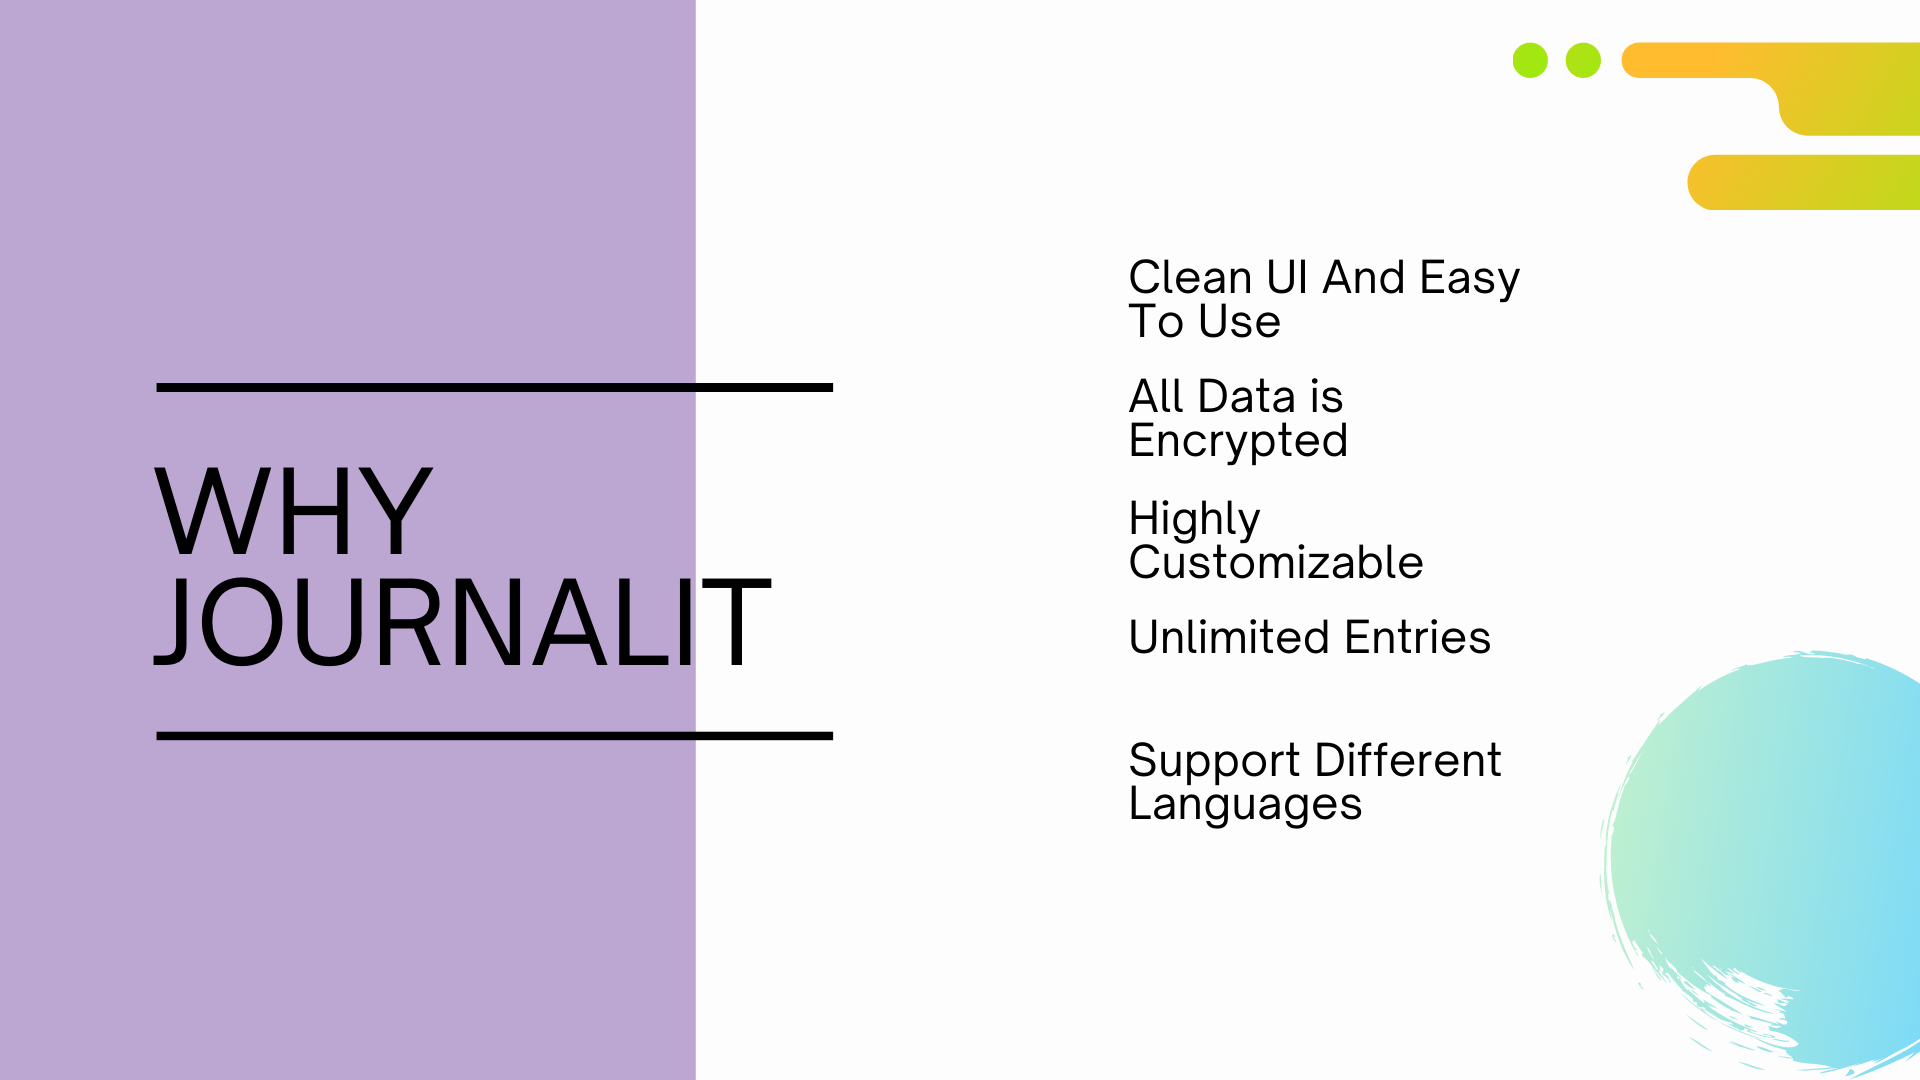 WHY
JOURNALIT
Clean UI And Easy
To Use
All Data is
Encrypted
Highly
Customizable
Unlimited Entries
Support Different
Languages